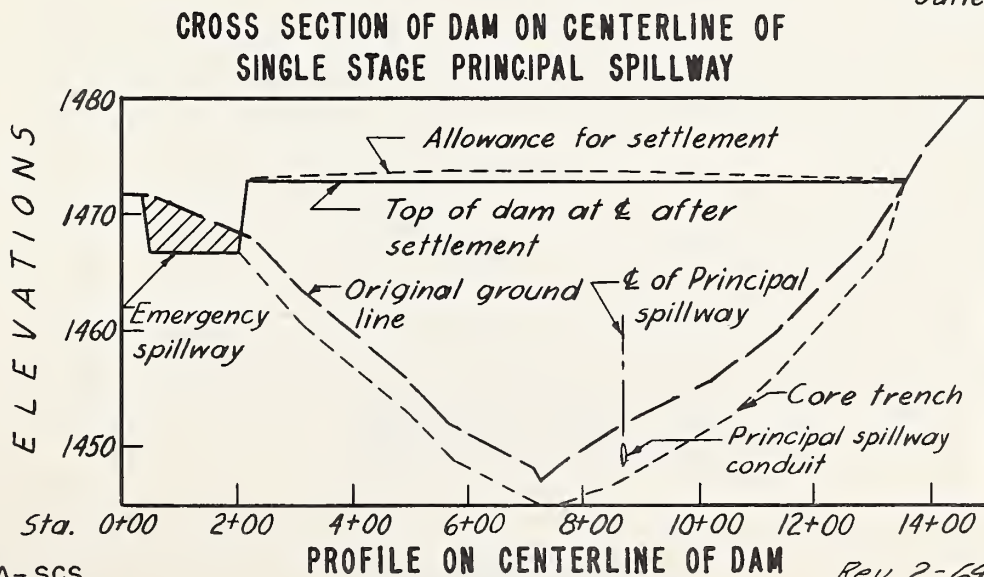 CROSS SECTION OF DAM ON CENTERLINE OF
SINGLE STAGE PRINCIPAL SPILLWAY
ELEVATIONS
1480
1470
1460
1450
Allowance for settlement
Top of dam at ℄ after
settlement
Original ground
line
℄ of Principal
spillway
Emergency
spillway
Core trench
Principal spillway
conduit
Sta. 0+00 2+00 4+00 6+00 8+00 10+00 12+00 14+00
PROFILE ON CENTERLINE OF DAM
SCS
Rev. 2-64